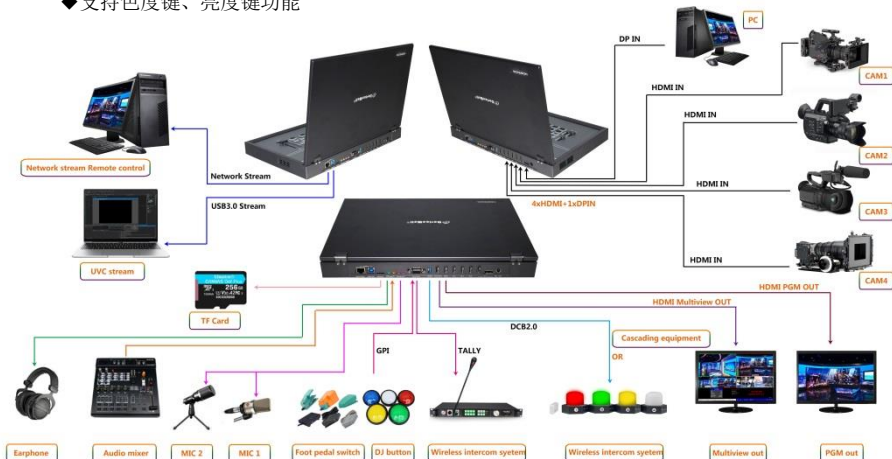 ◆支持色度键、亮度键功能
DP IN
PC
HDMI IN
CAM1
HDMI IN
CAM2
Network stream Remote control
Network Stream
HDMI IN
USB3.0 Stream
4xHDMI+1xDPIN
CAM3
UVC stream
HDMI IN
CAM4
256GB
HDMI PGM OUT
HDMI Multiview OUT
TF Card
DCB2.0
Cascading equipment
GPI
TALLY
OR
Earphone
Audio mixer
MIC 2
MIC 1
Foot pedal switch
DJ button
Wireless intercom syetem
Wireless intercom syetem
Multiview out
PGM out